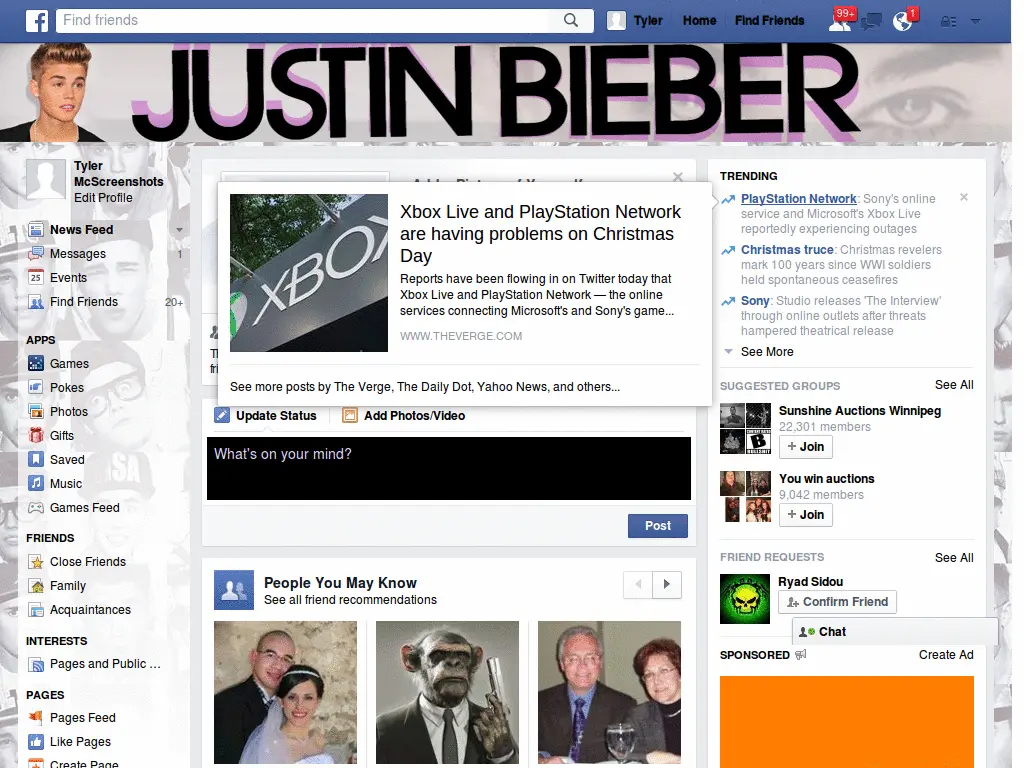 Find friends
Tyler
Home
Find Friends
99+
1
JUSTIN BIEBER
Tyler
McScreenshots
Edit Profile
News Feed
Messages
1
25
Events
Find Friends
20+
APPS
Games
Pokes
Photos
Gifts
Saved
Music
Games Feed
FRIENDS
Close Friends
Family
Acquaintances
INTERESTS
Pages and Public ...
PAGES
Pages Feed
Like Pages
Create Page
XBOX
Xbox Live and PlayStation Network
are having problems on Christmas
Day
Reports have been flowing in on Twitter today that
Xbox Live and PlayStation Network — the online
services connecting Microsoft's and Sony's game...
WWW.THEVERGE.COM
See more posts by The Verge, The Daily Dot, Yahoo News, and others...
Update Status
Add Photos/Video
What's on your mind?
Post
People You May Know
See all friend recommendations
TRENDING
PlayStation Network: Sony's online
service and Microsoft's Xbox Live
reportedly experiencing outages
Christmas truce: Christmas revelers
mark 100 years since WWI soldiers
held spontaneous ceasefires
Sony: Studio releases 'The Interview'
through online outlets after threats
hampered theatrical release
See More
SUGGESTED GROUPS
See All
Sunshine Auctions Winnipeg
22,301 members
+ Join
You win auctions
9,042 members
+ Join
FRIEND REQUESTS
See All
Ryad Sidou
Confirm Friend
Chat
SPONSORED
Create Ad